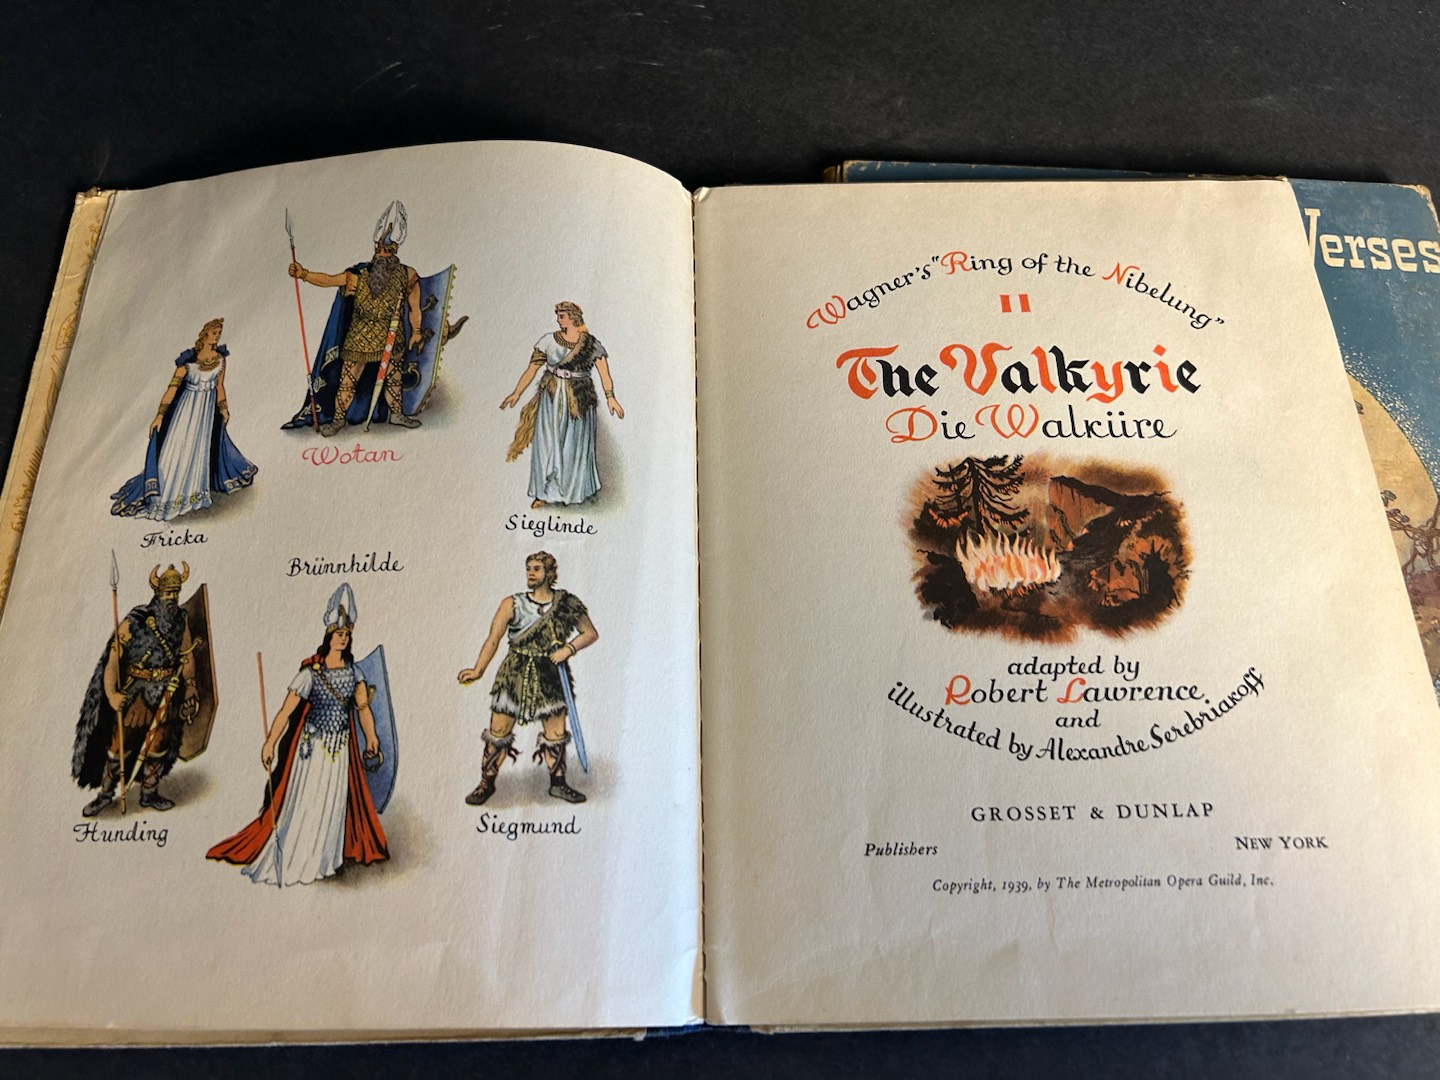 Wotan
Fricka
Sieglinde
Brünnhilde
Hunding
Siegmund
Wagner's "Ring of the Nibelung"
II
The Valkyrie
Die Walküre
adapted by
Robert Lawrence
and
illustrated by Alexandre Serebriakoff
GROSSET & DUNLAP
Publishers NEW YORK
Copyright, 1939, by The Metropolitan Opera Guild, Inc.
Verses